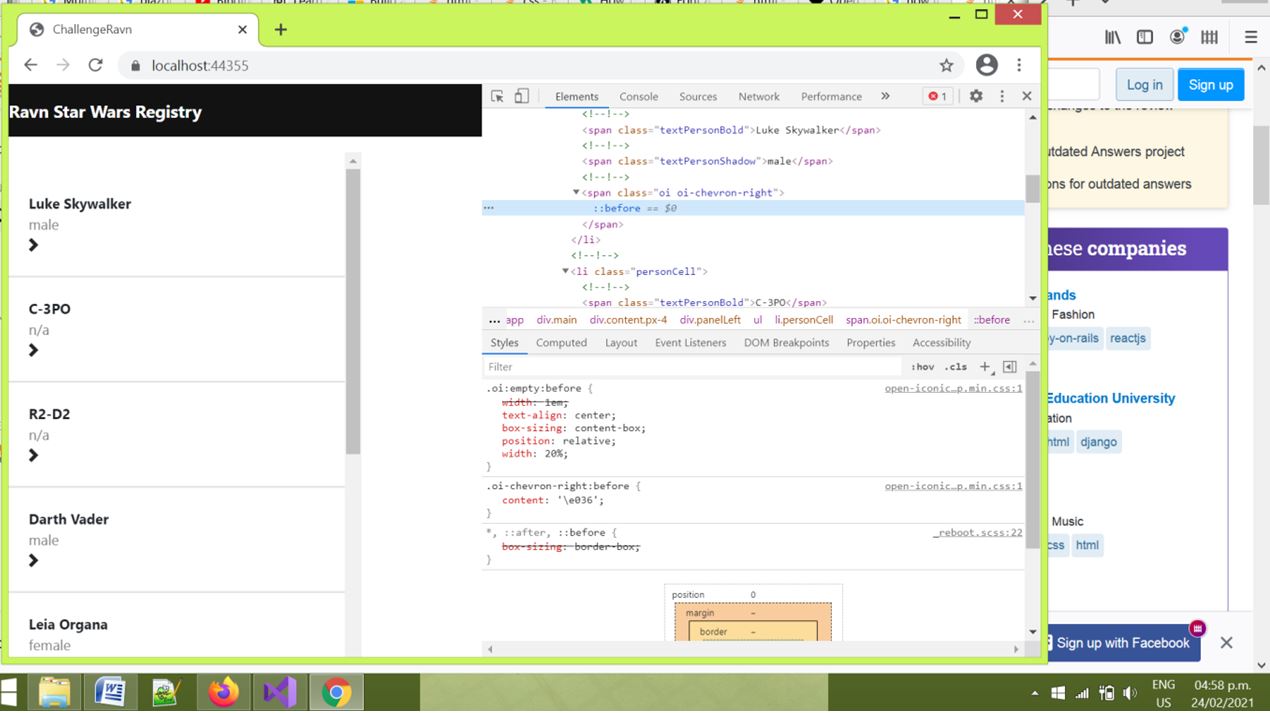 ChallengeRavn
localhost:44355
Ravn Star Wars Registry
Luke Skywalker
male
C-3PO
n/a
R2-D2
n/a
Darth Vader
male
Leia Organa
female
Elements Console Sources Network Performance » 1
<!--!-->
<span class="textPersonBold">Luke Skywalker</span>
<!--!-->
<span class="textPersonShadow">male</span>
<!--!-->
▼<span class="oi oi-chevron-right">
... ::before == $0
</span>
</li>
<!--!-->
▼<li class="personCell">
<!--!-->
<span class="textPersonBold">C-3PO</span>
... app div.main div.content.px-4 div.panelLeft ul li.personCell span.oi.oi-chevron-right ::before ...
Styles Computed Layout Event Listeners DOM Breakpoints Properties Accessibility
Filter :hov .cls +
.oi:empty:before { open-iconic…p.min.css:1
width: 1em;
text-align: center;
box-sizing: content-box;
position: relative;
width: 20%;
}
.oi-chevron-right:before { open-iconic…p.min.css:1
content: '\e036';
}
*, ::after, ::before { _reboot.scss:22
box-sizing: border-box;
}
position 0
margin –
border –
Log in Sign up
changes to the review
utdated Answers project
ons for outdated answers
hese companies
ands
Fashion
y-on-rails reactjs
Education University
ation
html django
Music
css html
Sign up with Facebook
ENG
US
04:58 p.m.
24/02/2021